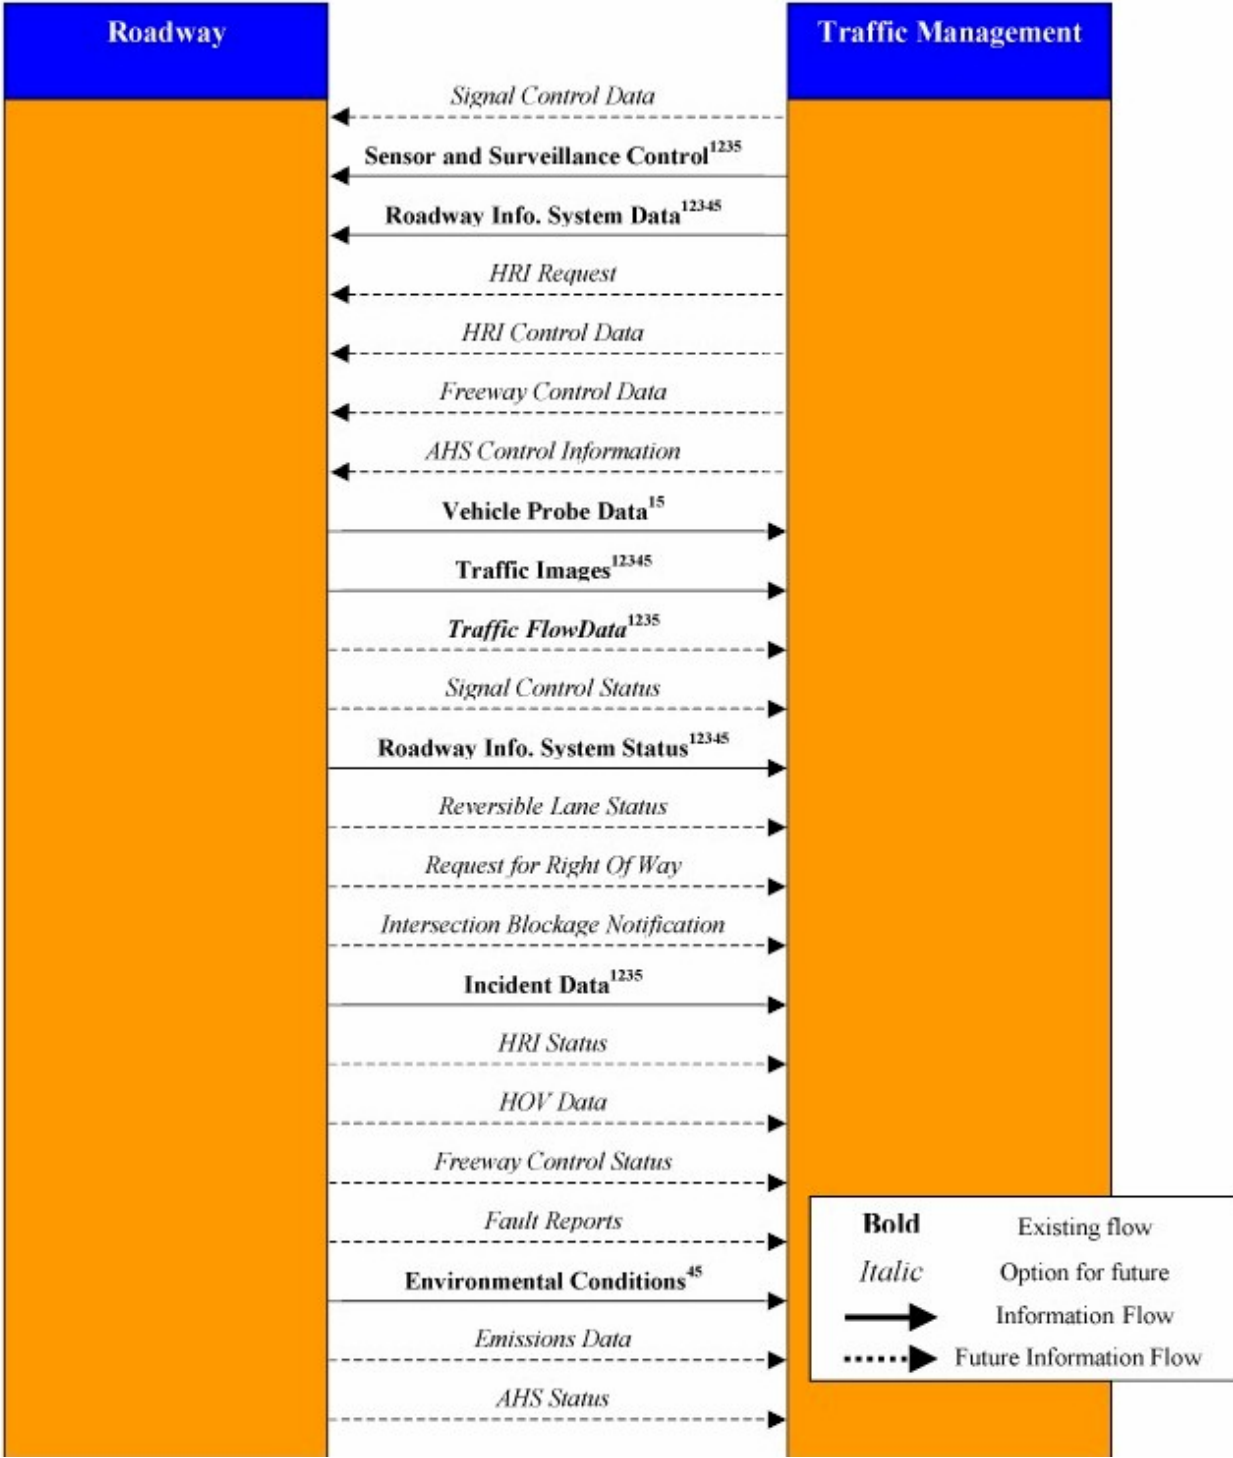 Roadway
Traffic Management
Signal Control Data
Sensor and Surveillance Control1235
Roadway Info. System Data12345
HRI Request
HRI Control Data
Freeway Control Data
AHS Control Information
Vehicle Probe Data15
Traffic Images12345
Traffic FlowData1235
Signal Control Status
Roadway Info. System Status12345
Reversible Lane Status
Request for Right Of Way
Intersection Blockage Notification
Incident Data1235
HRI Status
HOV Data
Freeway Control Status
Fault Reports
Environmental Conditions45
Emissions Data
AHS Status
Bold Existing flow
Italic Option for future
Information Flow
Future Information Flow